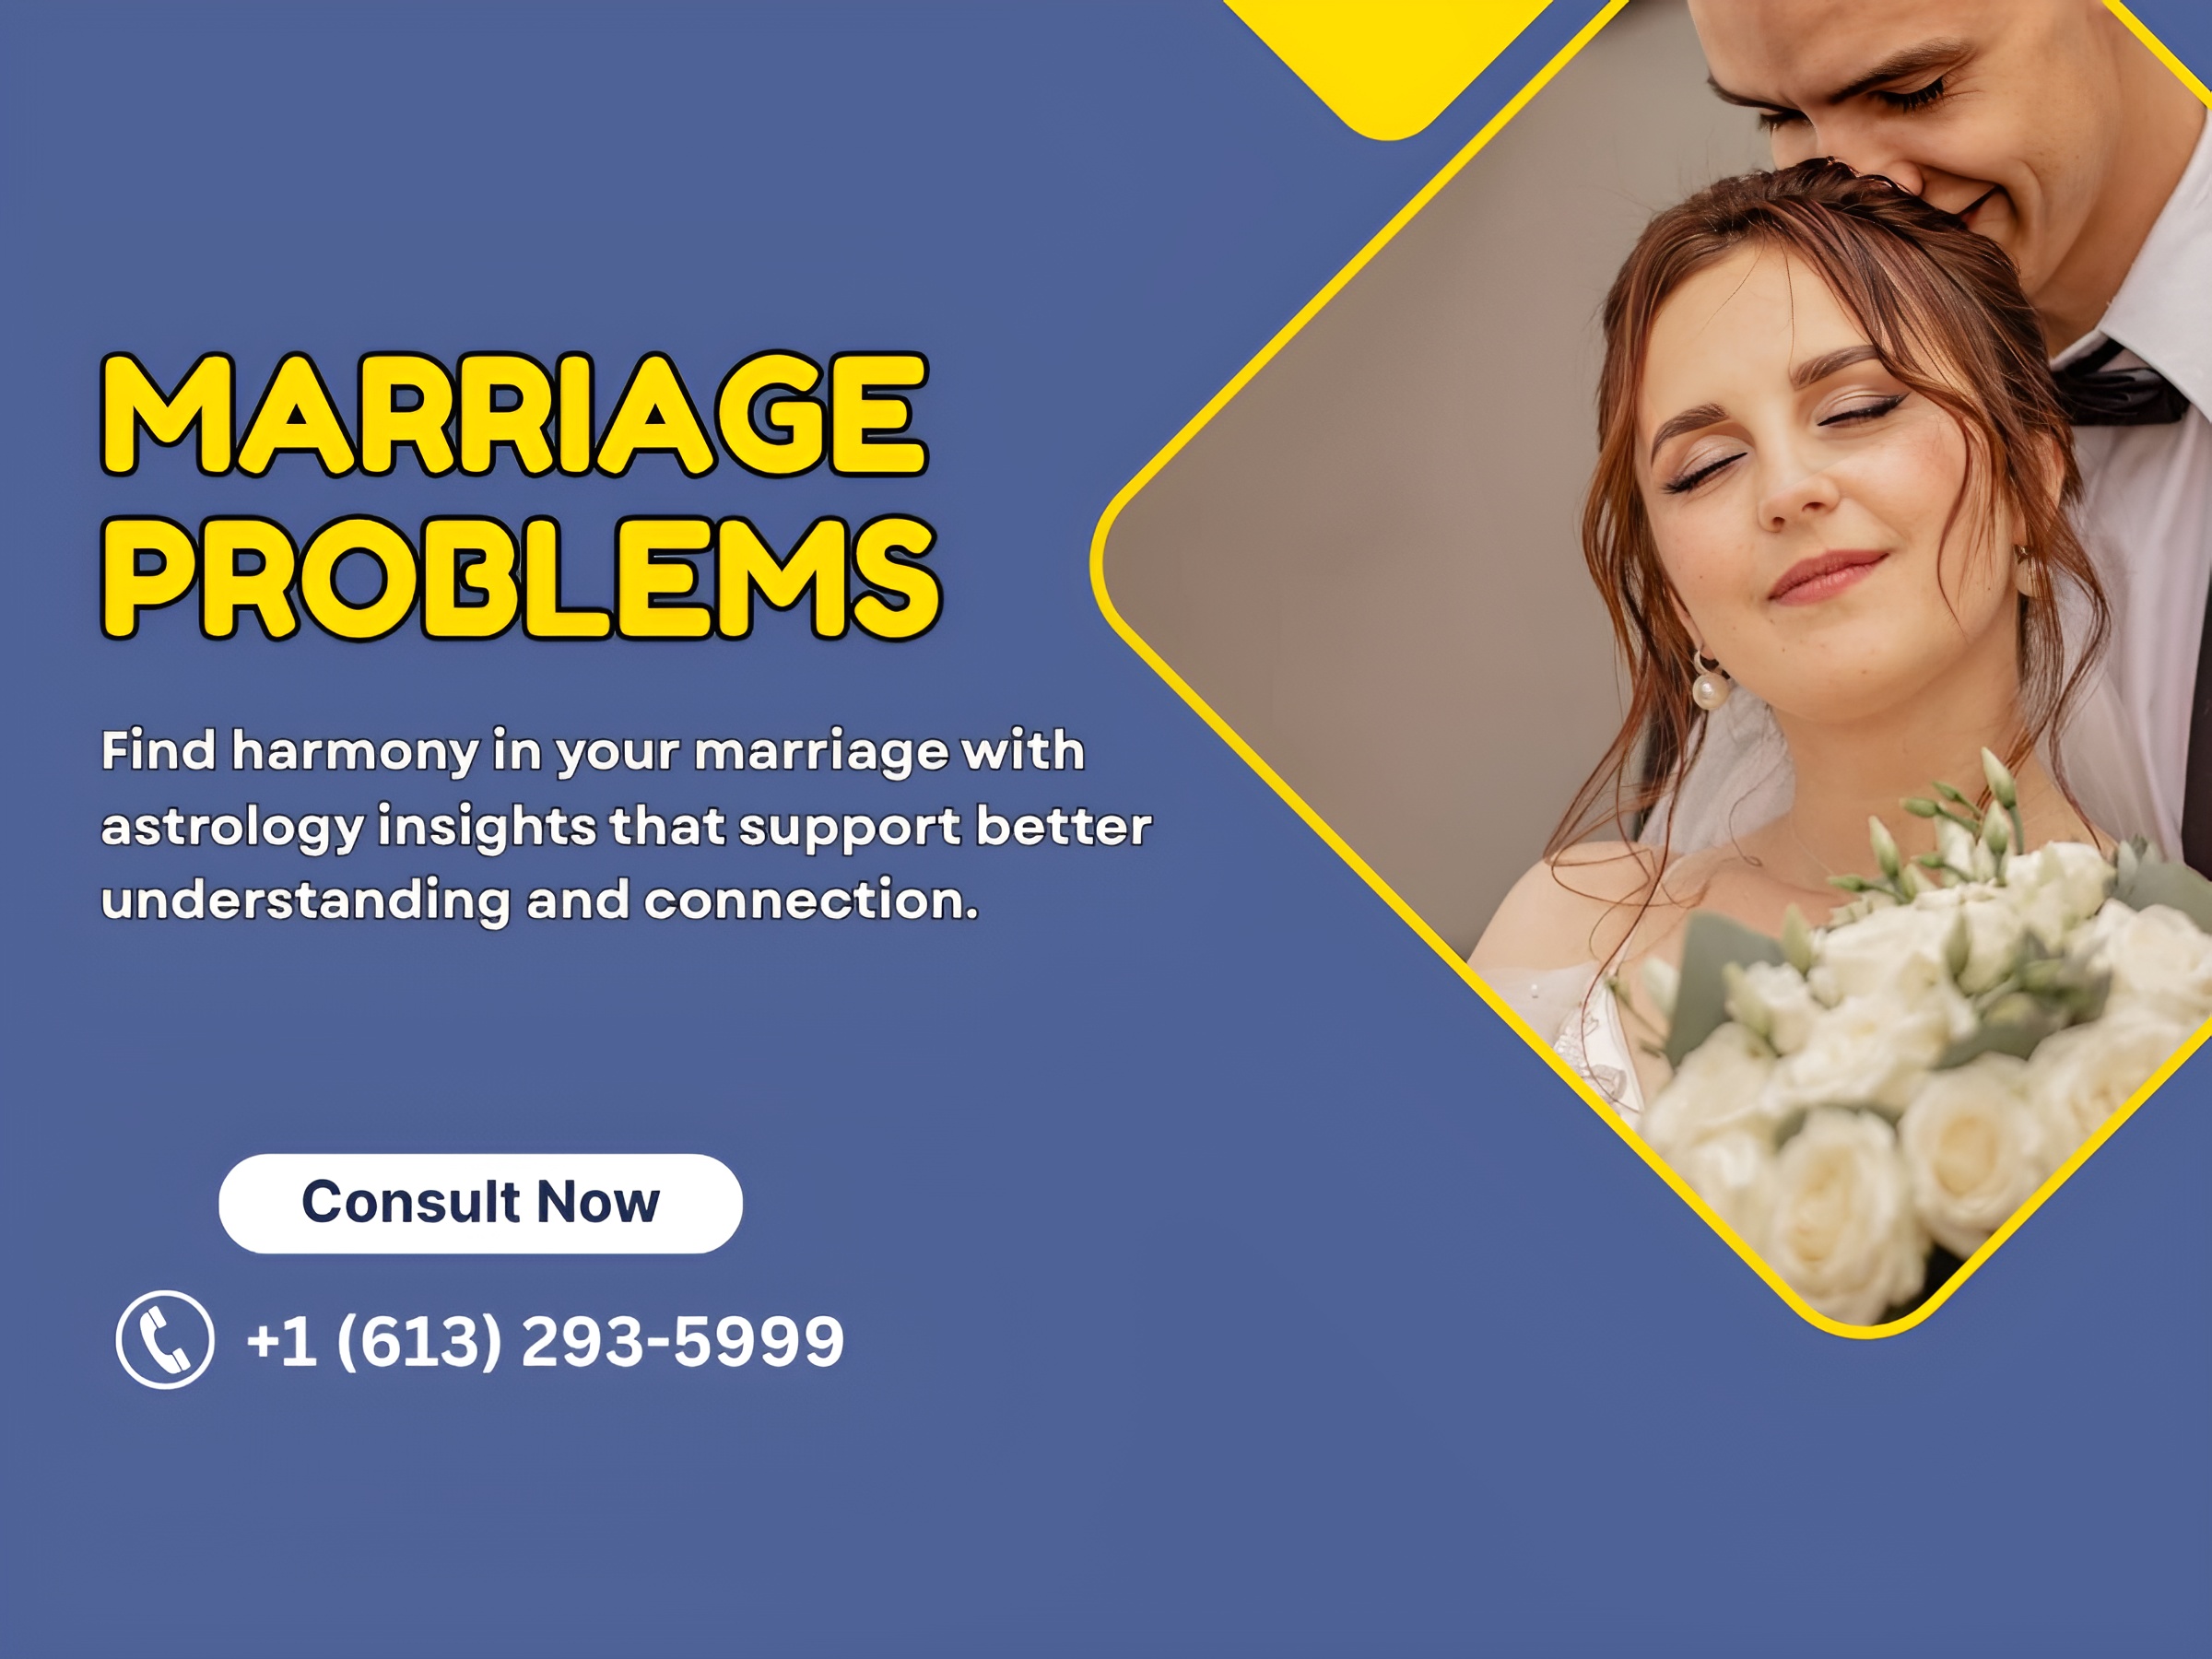 MARRIAGE
PROBLEMS
Find harmony in your marriage with
astrology insights that support better
understanding and connection.
Consult Now
+1 (613) 293-5999